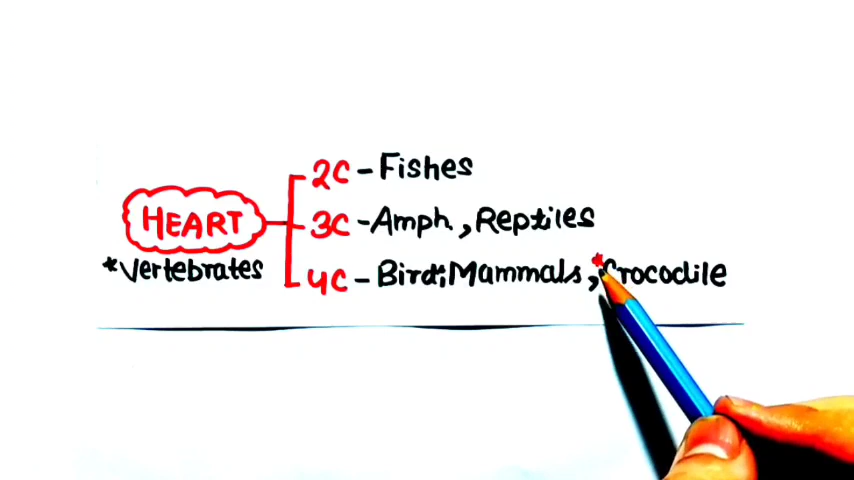 2C - Fishes
HEART
3C - Amph, Reptiles
*Vertebrates
4C - Bird, Mammals, *Crocodile